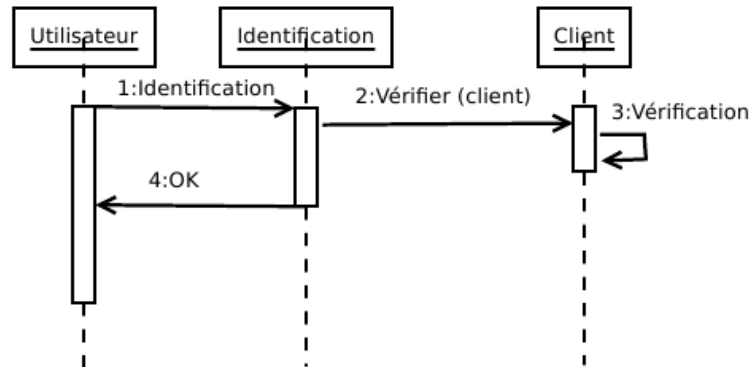 Utilisateur
Identification
Client
1:Identification
2:Vérifier (client)
3:Vérification
4:OK